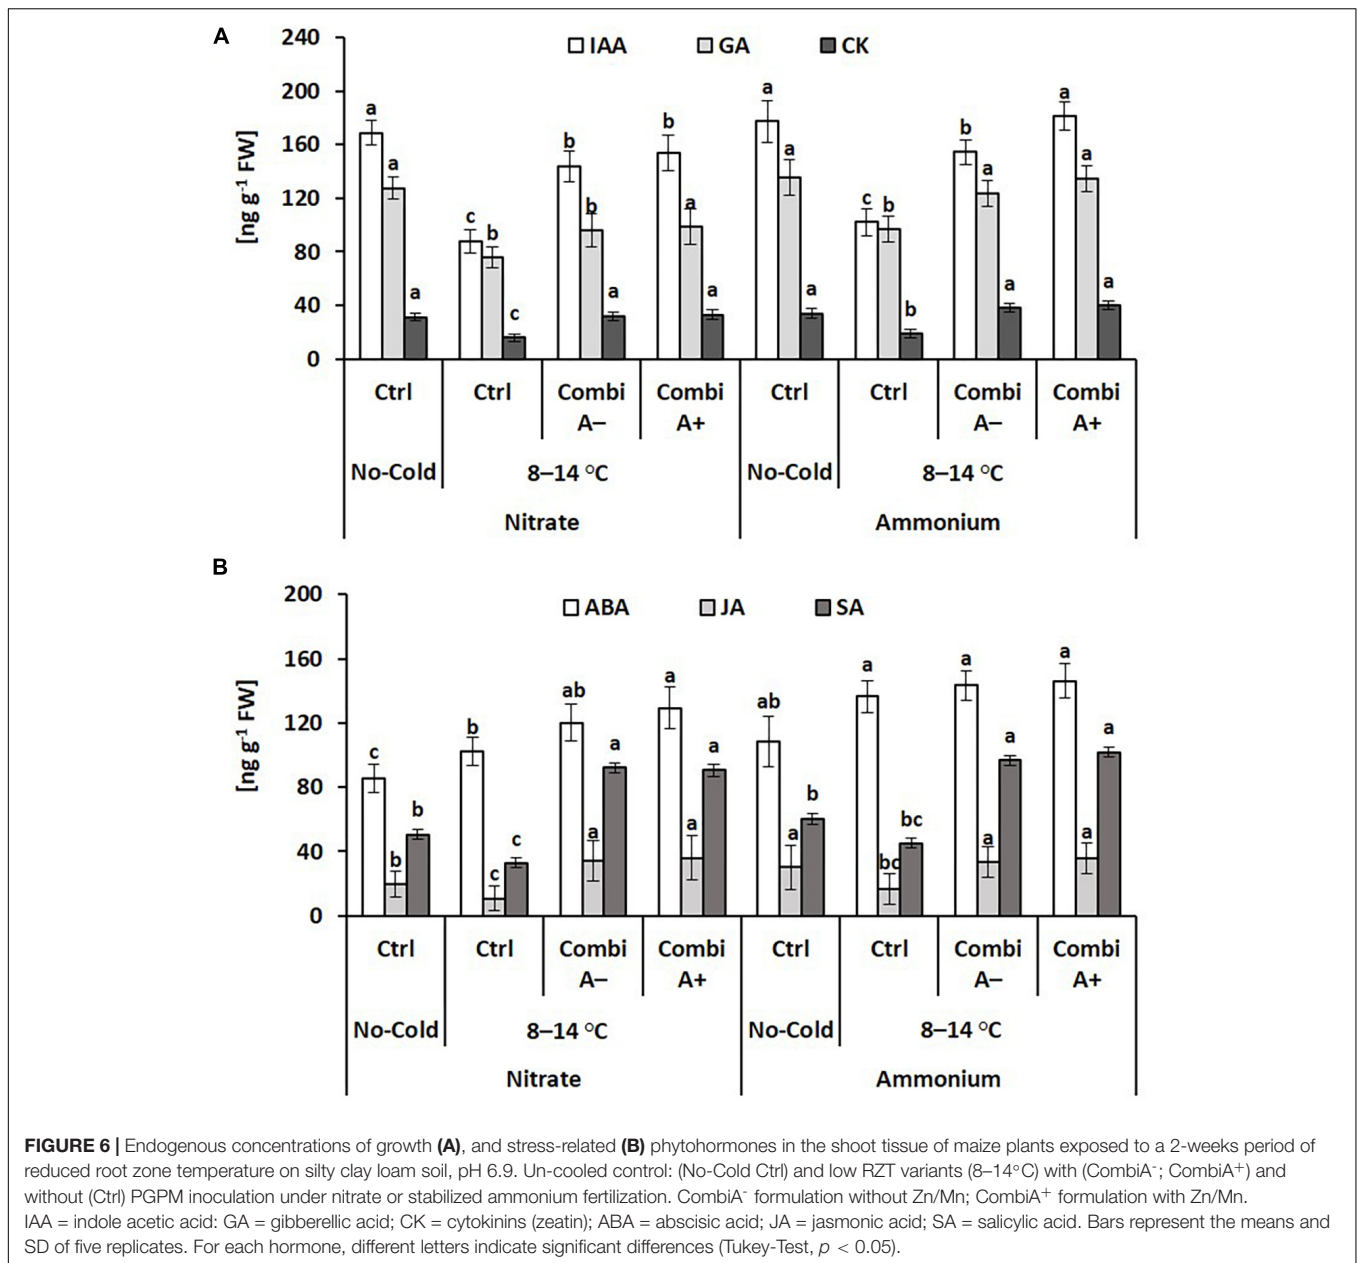 A
240 IAA GA CK
200
160
120
80
40
0
[ng g⁻¹ FW]
a a a c b c b b a b a a a a a c b b b a a a a a
Ctrl Ctrl Combi Combi Ctrl Ctrl Combi Combi
A– A+ A– A+
No-Cold 8–14 °C No-Cold 8–14 °C
Nitrate Ammonium
B
200 ABA JA SA
160
120
80
40
0
[ng g⁻¹ FW]
c b b b c c ab a a a a a ab a b a bc bc a a a a a a
Ctrl Ctrl Combi Combi Ctrl Ctrl Combi Combi
A– A+ A– A+
No-Cold 8–14 °C No-Cold 8–14 °C
Nitrate Ammonium
FIGURE 6 | Endogenous concentrations of growth (A), and stress-related (B) phytohormones in the shoot tissue of maize plants exposed to a 2-weeks period of
reduced root zone temperature on silty clay loam soil, pH 6.9. Un-cooled control: (No-Cold Ctrl) and low RZT variants (8–14°C) with (CombiA⁻; CombiA⁺) and
without (Ctrl) PGPM inoculation under nitrate or stabilized ammonium fertilization. CombiA⁻ formulation without Zn/Mn; CombiA⁺ formulation with Zn/Mn.
IAA = indole acetic acid: GA = gibberellic acid; CK = cytokinins (zeatin); ABA = abscisic acid; JA = jasmonic acid; SA = salicylic acid. Bars represent the means and
SD of five replicates. For each hormone, different letters indicate significant differences (Tukey-Test, p < 0.05).